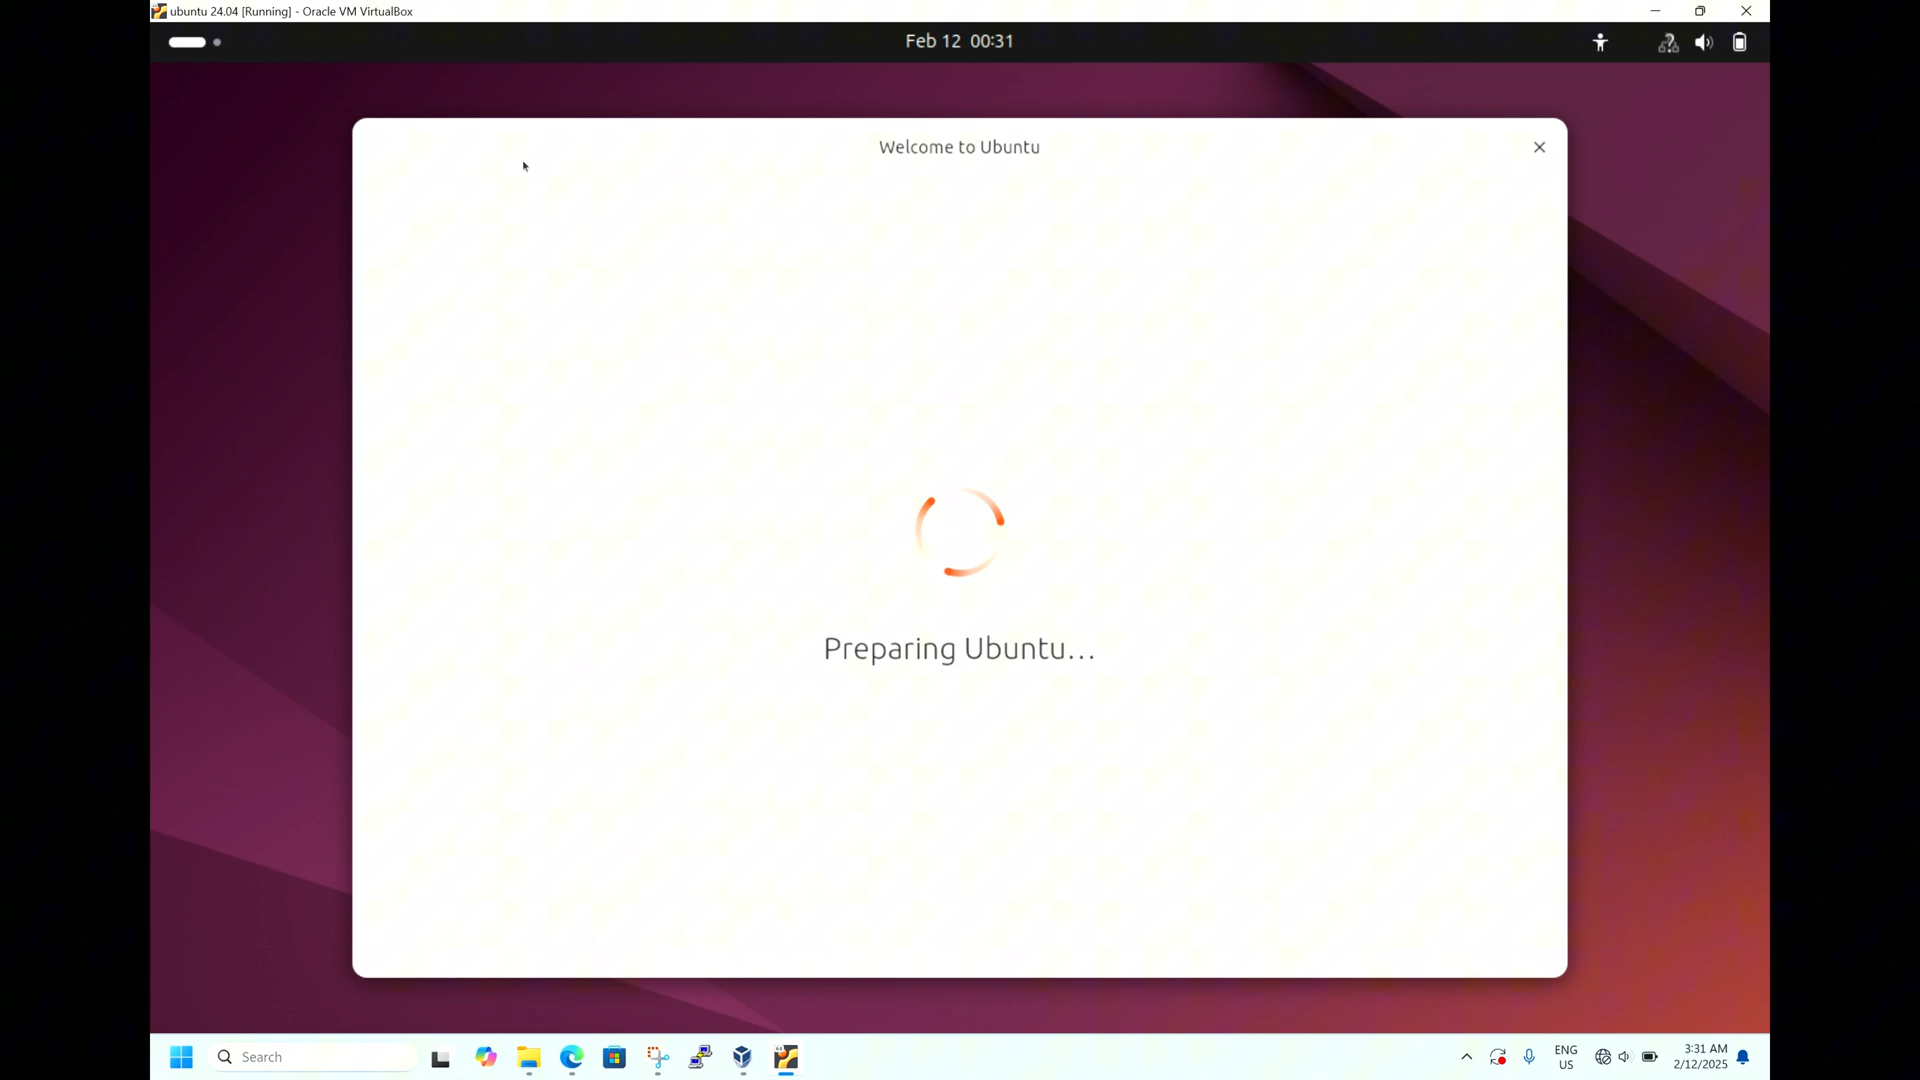 ubuntu 24.04 [Running] - Oracle VM VirtualBox
Feb 12 00:31
Welcome to Ubuntu
Preparing Ubuntu...
Search
ENG
US
3:31 AM
2/12/2025